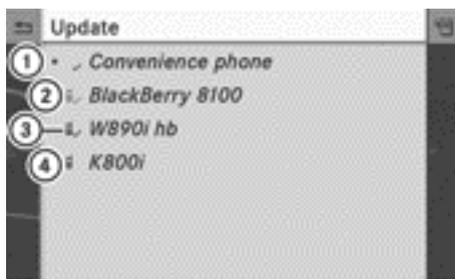 Update
1 Convenience phone
2 BlackBerry 8100
3 W890i hb
4 K800i